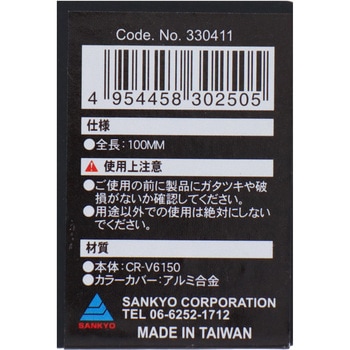 Code. No. 330411
4 954458 302505
仕様
●全長：100MM
⚠ 使用上注意
●ご使用の前に製品にガタツキや破
損がないか確認下さい。
●用途以外での使用は絶対にしない
でください。
材質
●本体：CR-V6150
●カラーカバー：アルミ合金
SANKYO
SANKYO CORPORATION
TEL 06-6252-1712
MADE IN TAIWAN